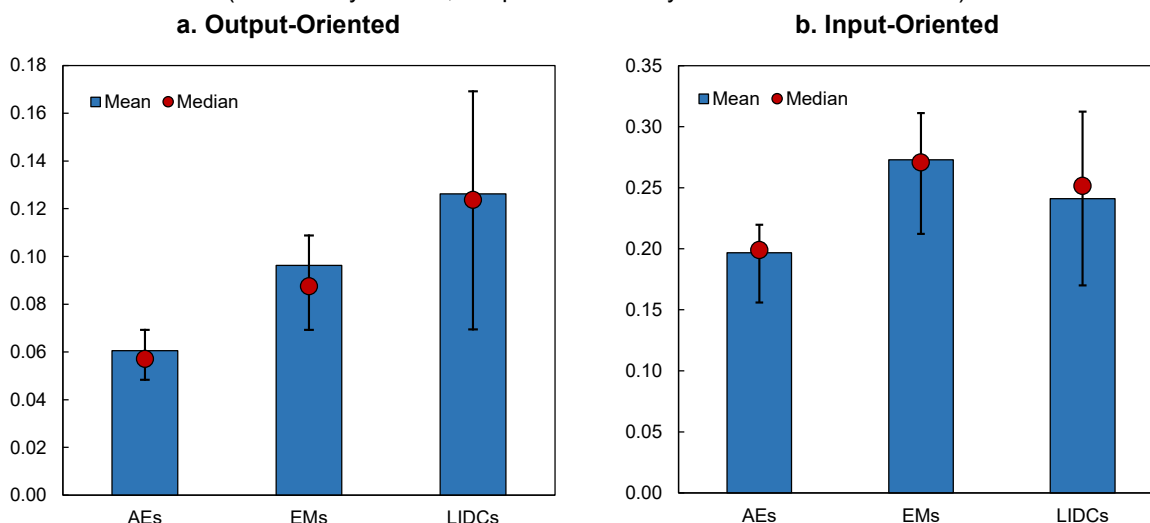 a. Output-Oriented
0.18
0.16
0.14
0.12
0.10
0.08
0.06
0.04
0.02
0.00
Mean
Median
AEs
EMs
LIDCs
b. Input-Oriented
0.35
0.30
0.25
0.20
0.15
0.10
0.05
0.00
Mean
Median
AEs
EMs
LIDCs